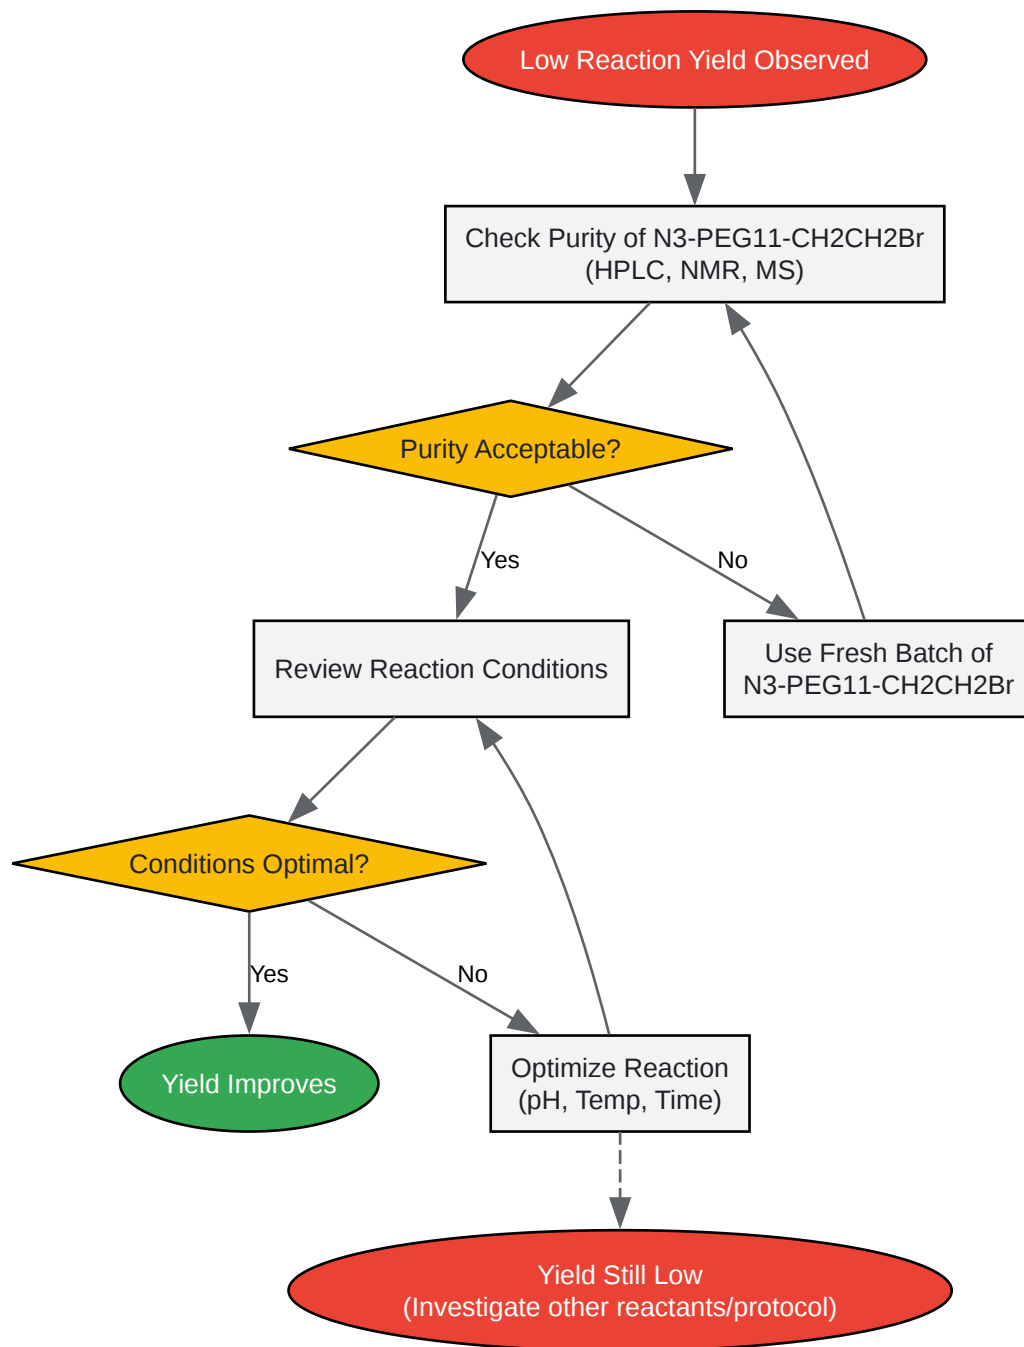 Low Reaction Yield Observed
Check Purity of N3-PEG11-CH2CH2Br
(HPLC, NMR, MS)
Purity Acceptable?
Yes
No
Review Reaction Conditions
Use Fresh Batch of
N3-PEG11-CH2CH2Br
Conditions Optimal?
Yes
No
Yield Improves
Optimize Reaction
(pH, Temp, Time)
Yield Still Low
(Investigate other reactants/protocol)